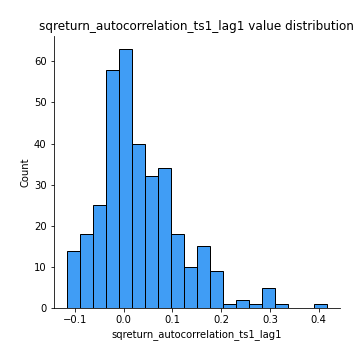 sqreturn_autocorrelation_ts1_lag1 value distribution
60
50
40
30
20
10
0
Count
−0.1 0.0 0.1 0.2 0.3 0.4
sqreturn_autocorrelation_ts1_lag1